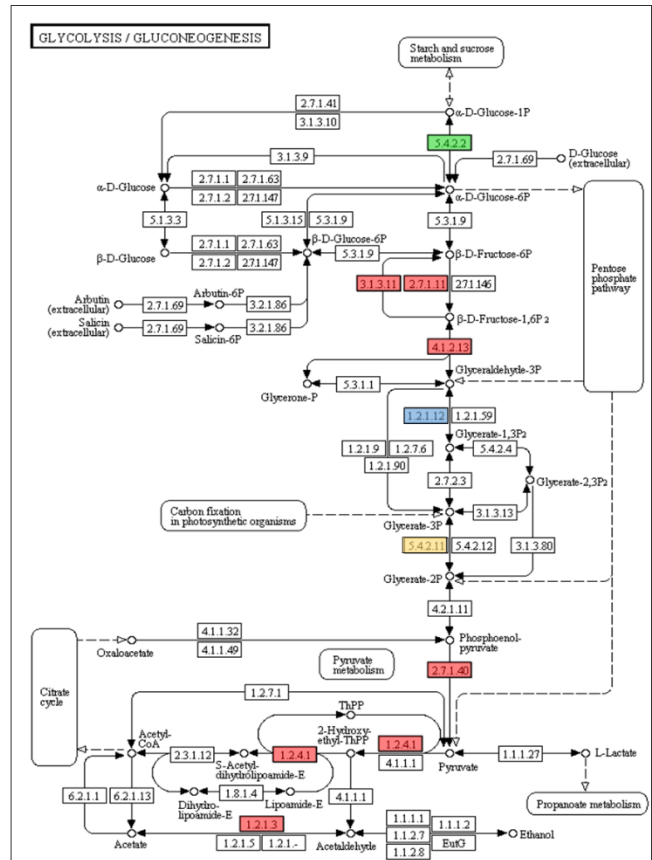 GLYCOLYSIS / GLUCONEOGENESIS
Starch and sucrose
metabolism
2.7.1.41
3.1.3.10
α-D-Glucose-1P
5.4.2.2
3.1.3.9
2.7.1.69
D-Glucose
(extracellular)
α-D-Glucose
2.7.1.1
2.7.1.63
2.7.1.2
2.7.1.147
α-D-Glucose-6P
5.1.3.3
5.1.3.15
5.3.1.9
5.3.1.9
β-D-Glucose-6P
β-D-Glucose
2.7.1.1
2.7.1.63
2.7.1.2
2.7.1.147
5.3.1.9
β-D-Fructose-6P
Pentose
phosphate
pathway
3.1.3.11
2.7.1.11
2.7.1.146
Arbutin
(extracellular)
2.7.1.69
Arbutin-6P
3.2.1.86
Salicin
(extracellular)
2.7.1.69
Salicin-6P
3.2.1.86
β-D-Fructose-1,6P2
4.1.2.13
Glyceraldehyde-3P
Glycerone-P
5.3.1.1
1.2.1.12
1.2.1.59
Glycerate-1,3P2
1.2.1.9
1.2.7.6
1.2.1.90
5.4.2.4
2.7.2.3
Glycerate-2,3P2
Carbon fixation
in photosynthetic organisms
3.1.3.13
Glycerate-3P
5.4.2.11
5.4.2.12
3.1.3.80
Glycerate-2P
4.2.1.11
Citrate
cycle
Oxaloacetate
4.1.1.32
4.1.1.49
Phosphoenol-
pyruvate
Pyruvate metabolism
2.7.1.40
1.2.7.1
ThPP
Acetyl-
CoA
2-Hydroxy-
ethyl-ThPP
2.3.1.12
S-Acetyl-
dihydrolipoamide-E
1.2.4.1
1.2.4.1
4.1.1.1
Pyruvate
1.1.1.27
L-Lactate
6.2.1.1
6.2.1.13
1.8.1.4
Dihydro-
lipoamide-E
Lipoamide-E
4.1.1.1
Propanoate metabolism
1.2.1.3
Acetate
1.2.1.5
1.2.1.-
Acetaldehyde
1.1.1.1
1.1.1.2
1.1.2.7
EutG
1.1.2.8
Ethanol